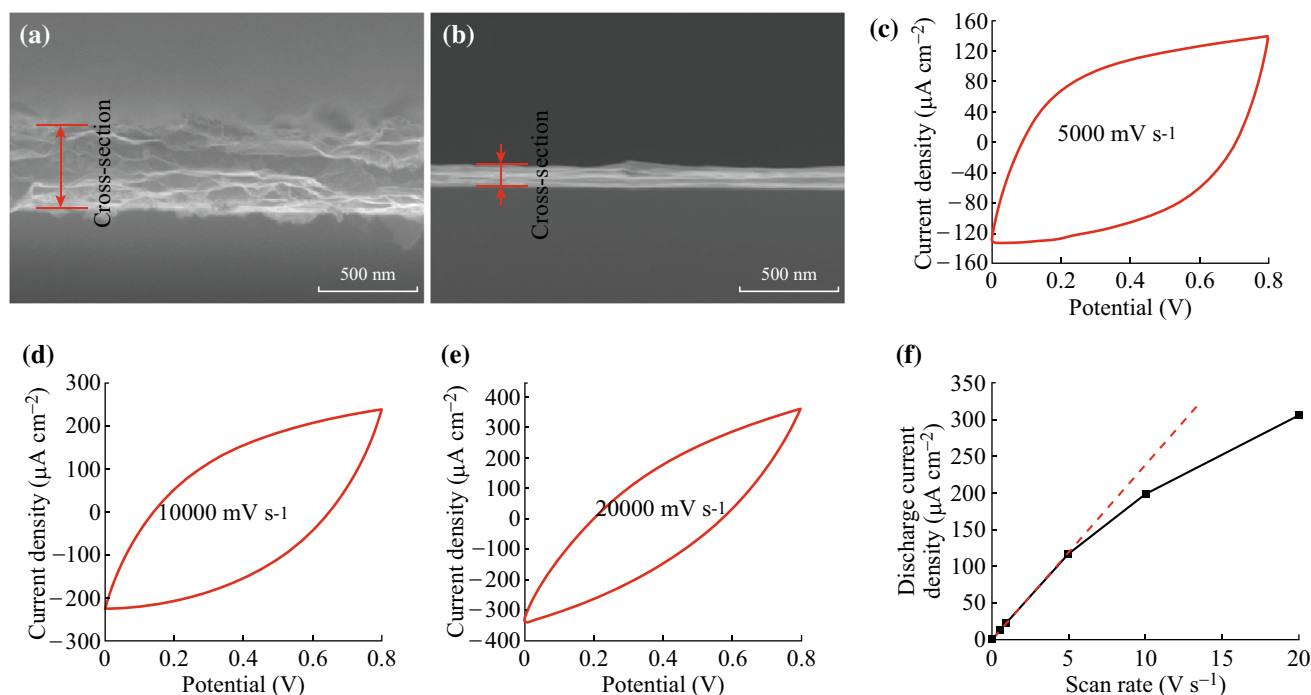 (a)
Cross-section
500 nm
(b)
Cross-section
500 nm
(c)
160
120
80
40
0
−40
−80
−120
−160
Current density (μA cm−2)
5000 mV s-1
0 0.2 0.4 0.6 0.8
Potential (V)
(d)
300
200
100
0
−100
−200
−300
Current density (μA cm−2)
10000 mV s-1
0 0.2 0.4 0.6 0.8
Potential (V)
(e)
400
300
200
100
0
−100
−200
−300
−400
Current density (μA cm−2)
20000 mV s-1
0 0.2 0.4 0.6 0.8
Potential (V)
(f)
350
300
250
200
150
100
50
0
Discharge current
density (μA cm−2)
0 5 10 15 20
Scan rate (V s−1)